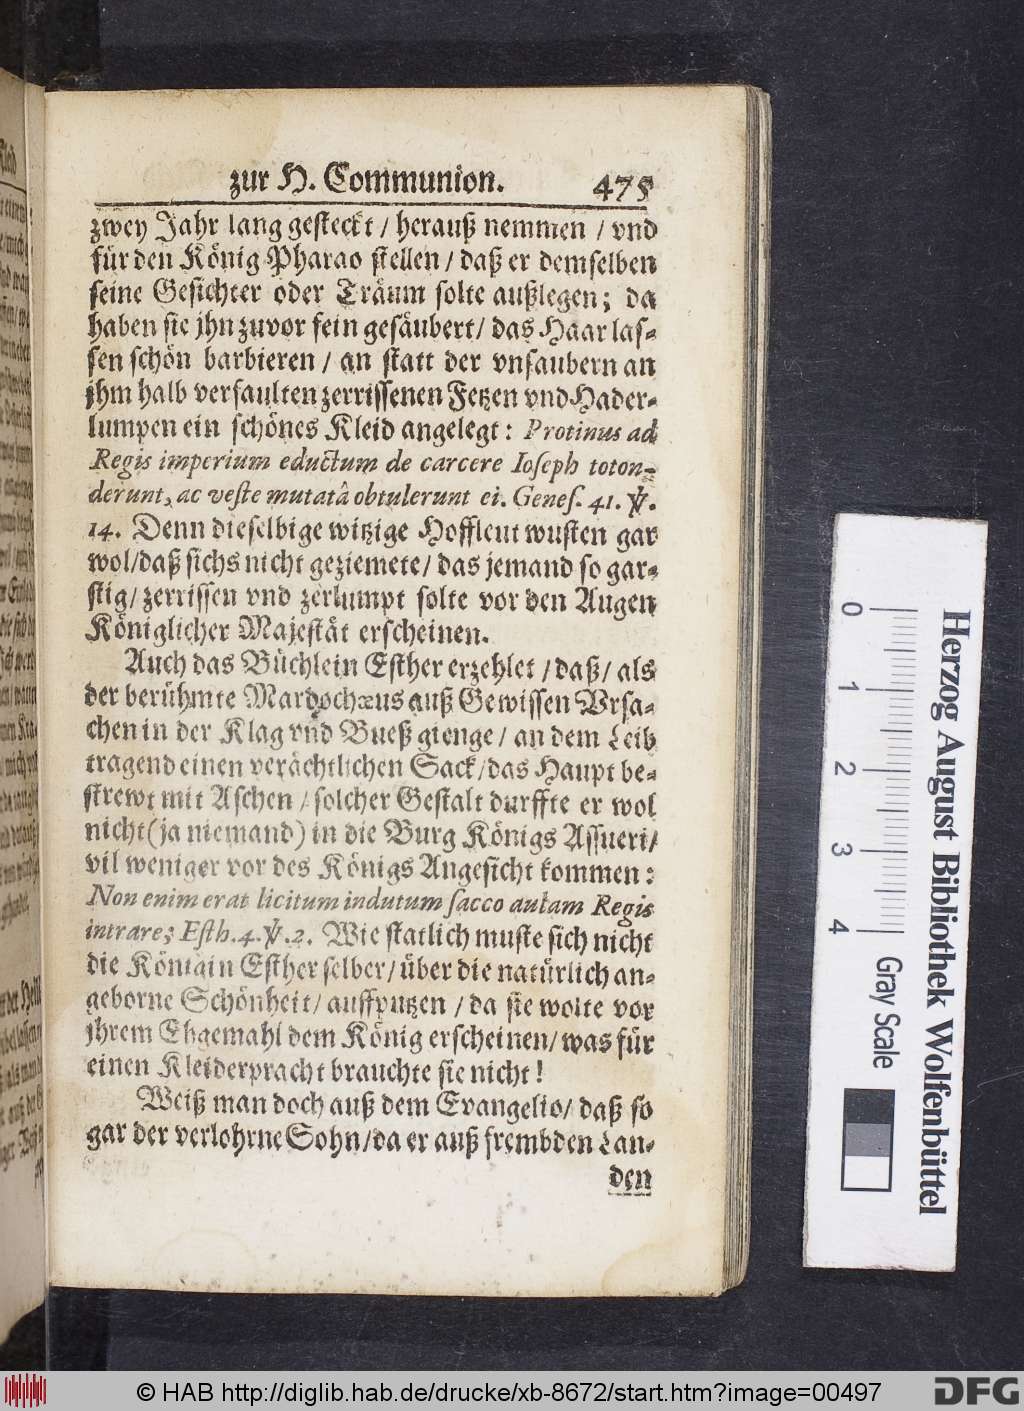 zur H. Communion. 475
zwey Jahr lang gesteckt / herauß nemmen / vnd
für den König Pharao stellen / daß er demselben
seine Gesichter oder Träum solte außlegen; da
haben sie jhn zuvor fein gesäubert / das Haar las-
sen schön barbieren / an statt der vnsaubern an
jhm halb verfaulten zerrissenen Fetzen vnd Hader-
lumpen ein schönes Kleid angelegt: Protinus ad
Regis imperium eductum de carcere Ioseph toton-
derunt, ac veste mutatâ obtulerunt ei. Genes. 41. ℣.
14. Denn dieselbige witzige Hoffleut wusten gar
wol/daß sichs nicht geziemete/ das jemand so gar-
stig/ zerrissen vnd zerlumpt solte vor den Augen
Königlicher Majestät erscheinen.
Auch das Büchlein Esther erzehlet / daß/ als
der berühmte Mardochæus auß Gewissen Vrsa-
chen in der Klag vnd Bueß gienge/ an dem Leib
tragend einen verächtlichen Sack/das Haupt be-
strewt mit Aschen / solcher Gestalt durffte er wol
nicht (ja niemand) in die Burg Königs Assueri/
vil weniger vor des Königs Angesicht kommen:
Non enim erat licitum indutum sacco aulam Regis
intrare; Esth. 4. ℣. 2. Wie statlich muste sich nicht
die Königin Esther selber/ über die natürlich an-
geborne Schönheit/ auffputzen / da sie wolte vor
jhrem Ehgemahl dem König erscheinen/ was für
einen Kleiderpracht brauchte sie nicht!
Weiß man doch auß dem Evangelio/ daß so
gar der verlohrne Sohn/da er auß frembden Lan-
den
Herzog August Bibliothek Wolfenbüttel
0 1 2 3 4
Gray Scale
© HAB http://diglib.hab.de/drucke/xb-8672/start.htm?image=00497
DFG